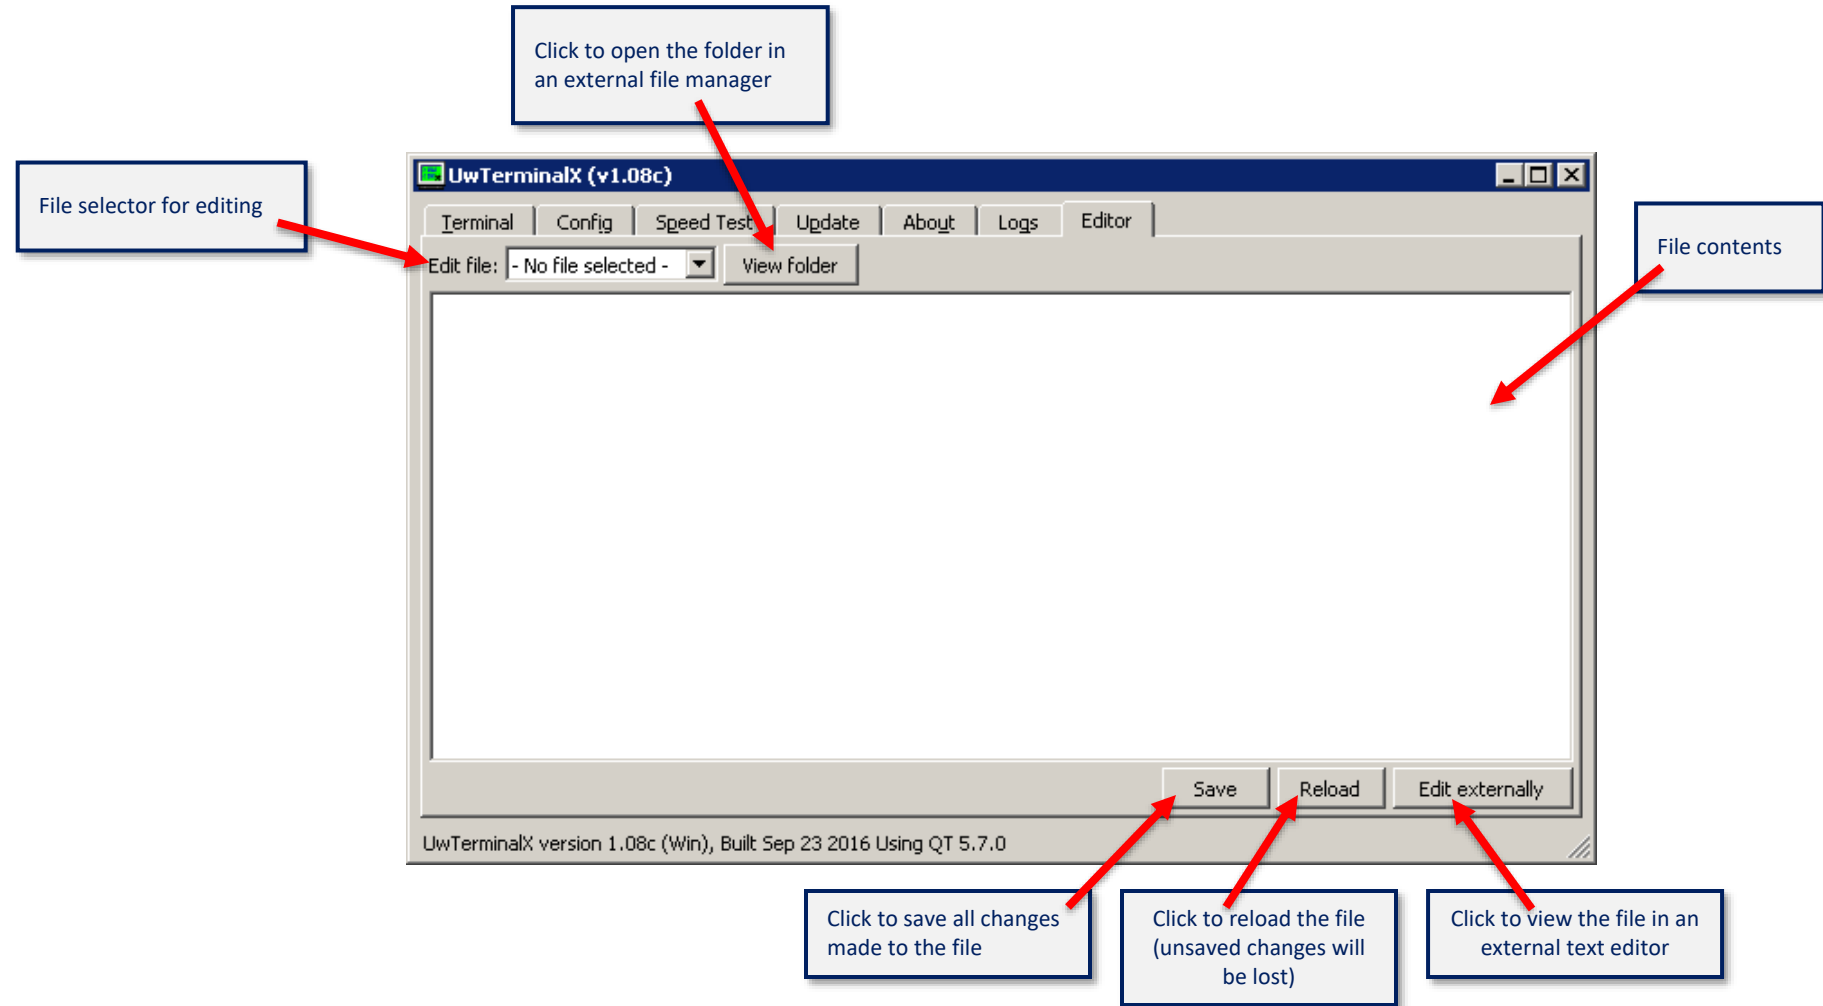 Click to open the folder in
an external file manager
File selector for editing
UwTerminalX (v1.08c)
Terminal Config Speed Test Update About Logs Editor
File contents
Edit file: - No file selected - View folder
Save Reload Edit externally
UwTerminalX version 1.08c (Win), Built Sep 23 2016 Using QT 5.7.0
Click to save all changes
made to the file
Click to reload the file
(unsaved changes will
be lost)
Click to view the file in an
external text editor